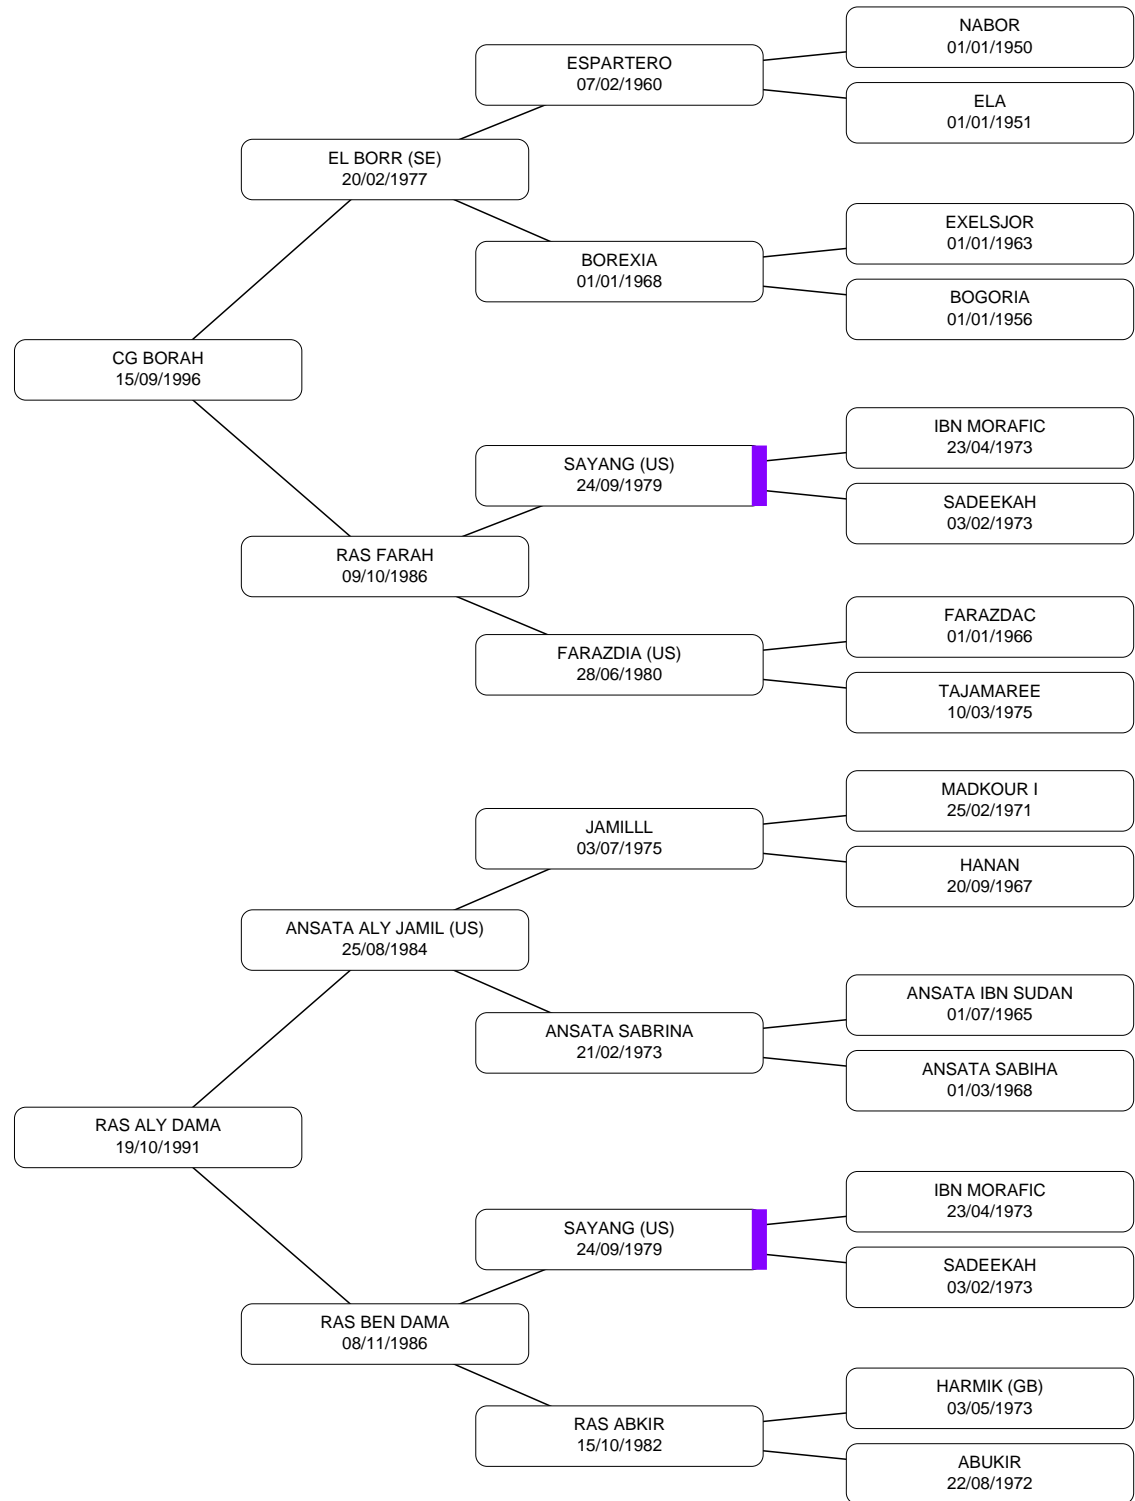 NABOR
01/01/1950
ESPARTERO
07/02/1960
ELA
01/01/1951
EL BORR (SE)
20/02/1977
EXELSJOR
01/01/1963
BOREXIA
01/01/1968
BOGORIA
01/01/1956
CG BORAH
15/09/1996
IBN MORAFIC
23/04/1973
SAYANG (US)
24/09/1979
SADEEKAH
03/02/1973
RAS FARAH
09/10/1986
FARAZDAC
01/01/1966
FARAZDIA (US)
28/06/1980
TAJAMAREE
10/03/1975
MADKOUR I
25/02/1971
JAMILLL
03/07/1975
HANAN
20/09/1967
ANSATA ALY JAMIL (US)
25/08/1984
ANSATA IBN SUDAN
01/07/1965
ANSATA SABRINA
21/02/1973
ANSATA SABIHA
01/03/1968
RAS ALY DAMA
19/10/1991
IBN MORAFIC
23/04/1973
SAYANG (US)
24/09/1979
SADEEKAH
03/02/1973
RAS BEN DAMA
08/11/1986
HARMIK (GB)
03/05/1973
RAS ABKIR
15/10/1982
ABUKIR
22/08/1972